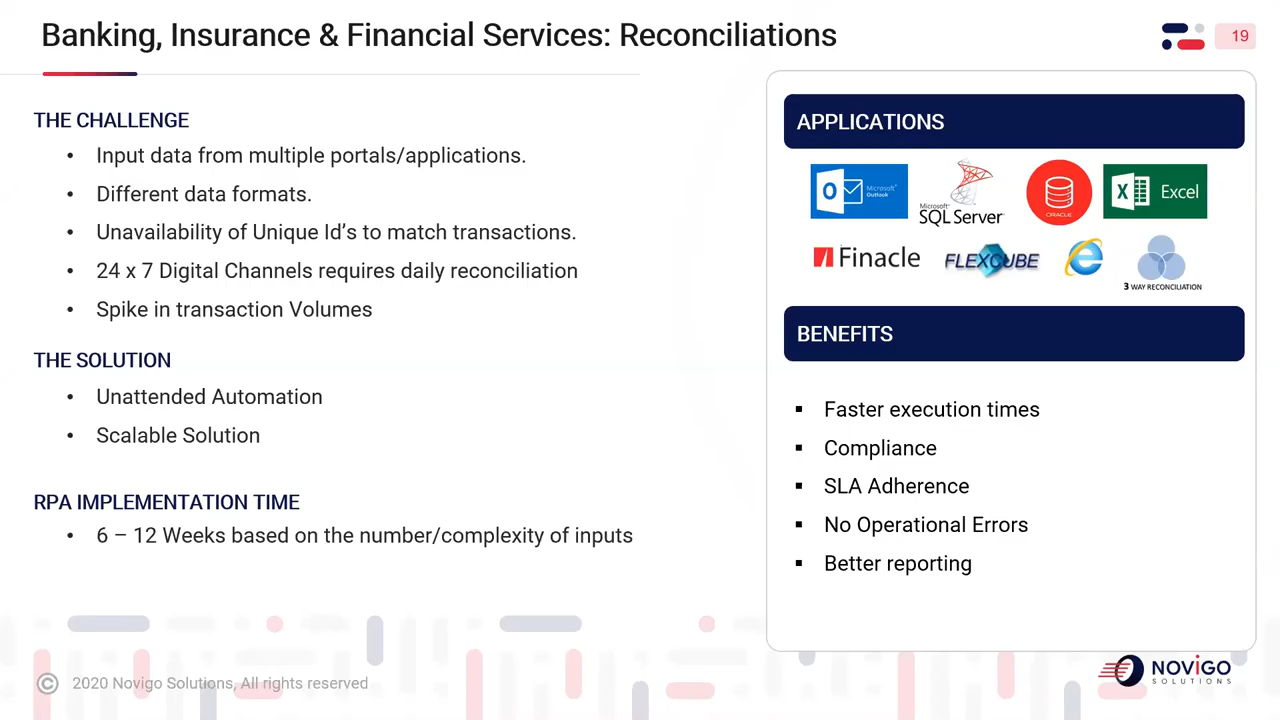 Banking, Insurance & Financial Services: Reconciliations
19
THE CHALLENGE
• Input data from multiple portals/applications.
• Different data formats.
• Unavailability of Unique Id’s to match transactions.
• 24 x 7 Digital Channels requires daily reconciliation
• Spike in transaction Volumes
THE SOLUTION
• Unattended Automation
• Scalable Solution
RPA IMPLEMENTATION TIME
• 6 – 12 Weeks based on the number/complexity of inputs
APPLICATIONS
Microsoft Outlook
Microsoft SQL Server
ORACLE
Excel
Finacle
FLEXCUBE
3 WAY RECONCILIATION
BENEFITS
▪ Faster execution times
▪ Compliance
▪ SLA Adherence
▪ No Operational Errors
▪ Better reporting
© 2020 Novigo Solutions, All rights reserved
NOViGO
SOLUTIONS